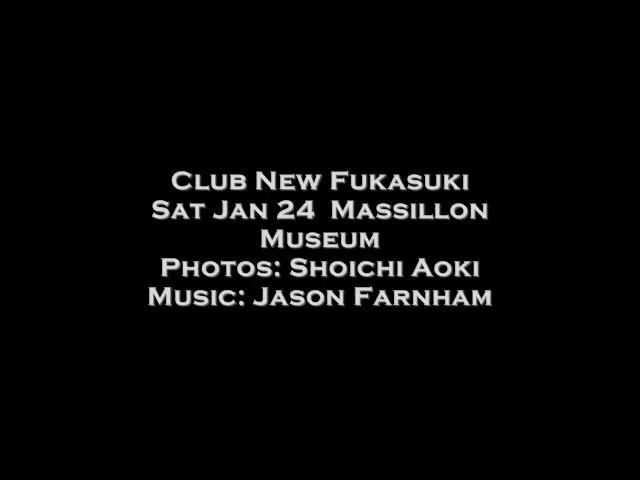 Club New Fukasuki
Sat Jan 24  Massillon
Museum
Photos: Shoichi Aoki
Music: Jason Farnham